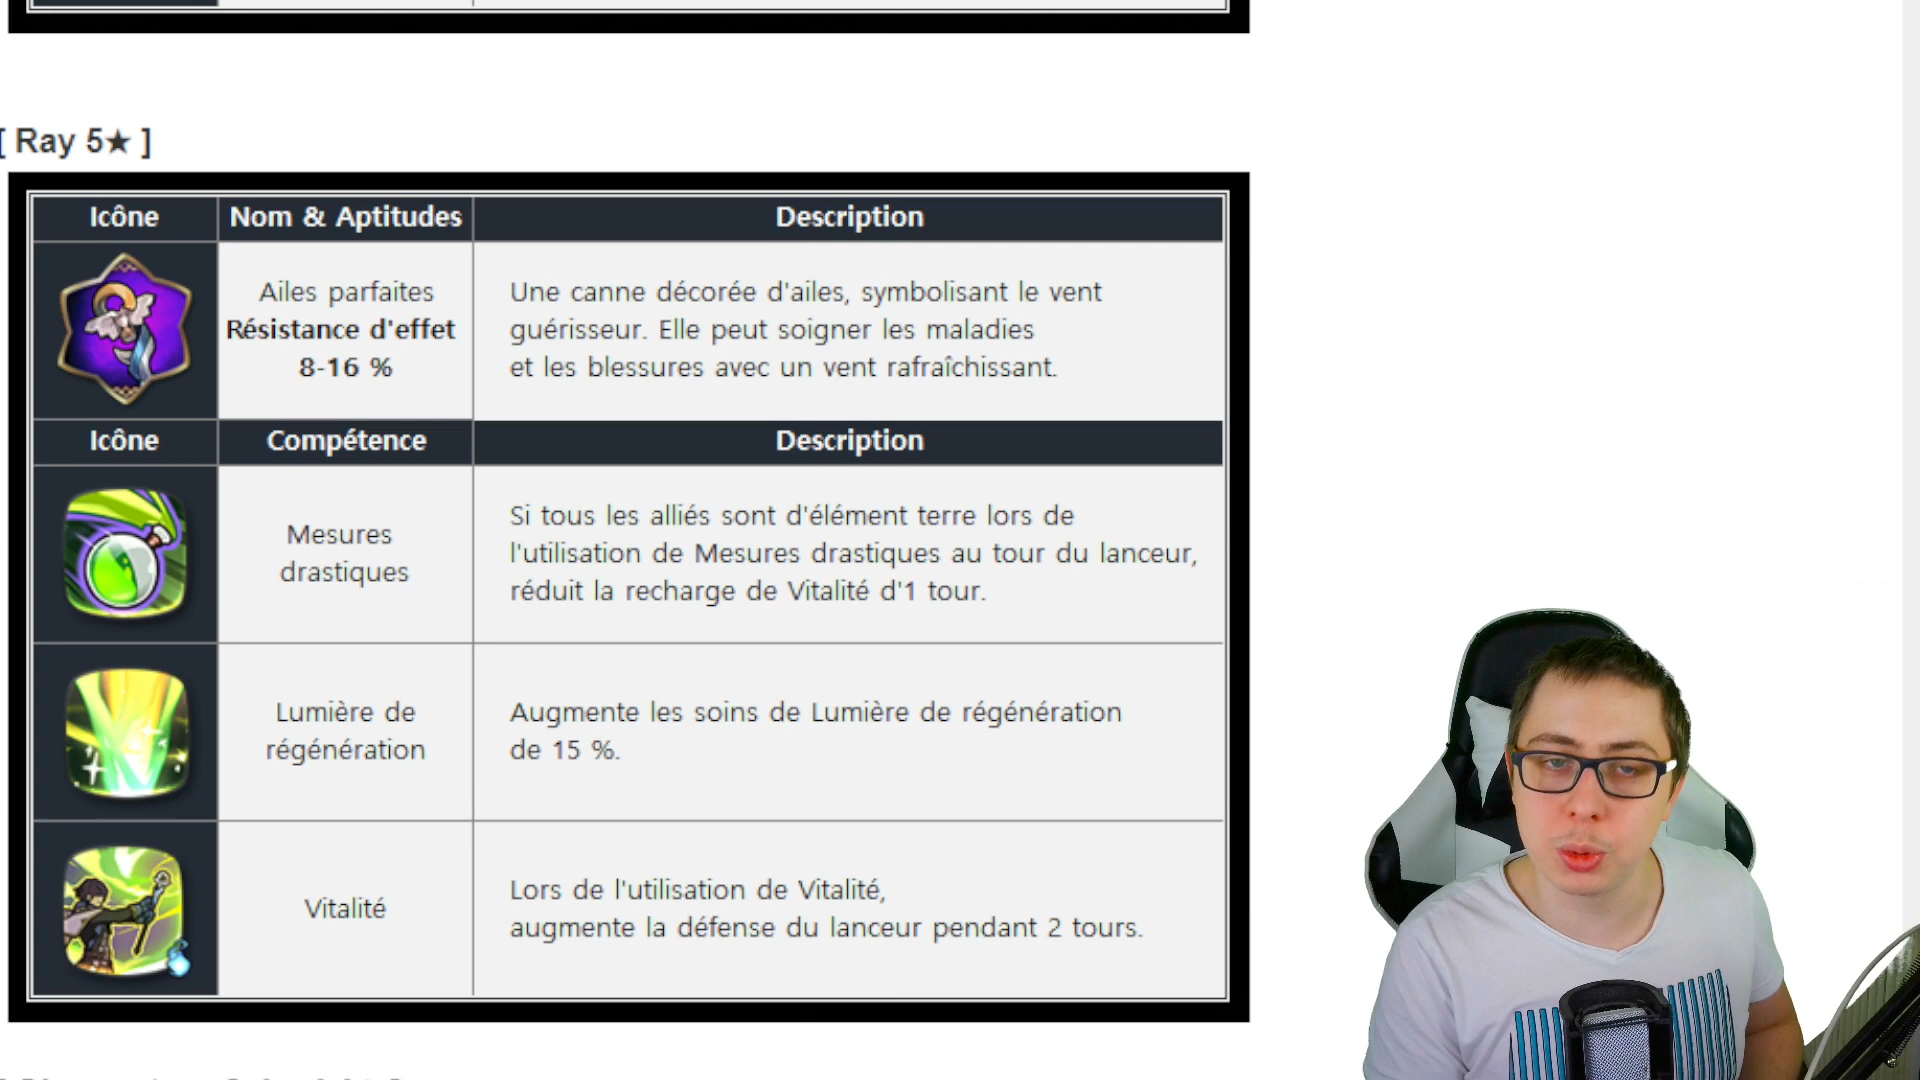 [ Ray 5★ ]
Icône
Nom & Aptitudes
Description
Ailes parfaites
Résistance d'effet
8-16 %
Une canne décorée d'ailes, symbolisant le vent
guérisseur. Elle peut soigner les maladies
et les blessures avec un vent rafraîchissant.
Icône
Compétence
Description
Mesures
drastiques
Si tous les alliés sont d'élément terre lors de
l'utilisation de Mesures drastiques au tour du lanceur,
réduit la recharge de Vitalité d'1 tour.
Lumière de
régénération
Augmente les soins de Lumière de régénération
de 15 %.
Vitalité
Lors de l'utilisation de Vitalité,
augmente la défense du lanceur pendant 2 tours.